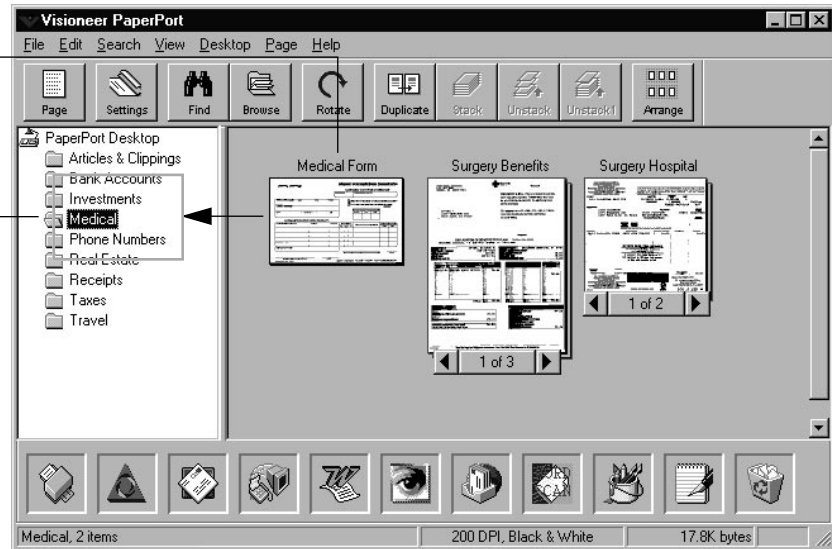 Visioneer PaperPort
File Edit Search View Desktop Page Help
Page Settings Find Browse Rotate Duplicate Stack Unstack Unstack1 Arrange
PaperPort Desktop
Articles & Clippings
Bank Accounts
Investments
Medical
Phone Numbers
Real Estate
Receipts
Taxes
Travel
Medical Form
Surgery Benefits
1 of 3
Surgery Hospital
1 of 2
Medical, 2 items
200 DPI, Black & White
17.8K bytes